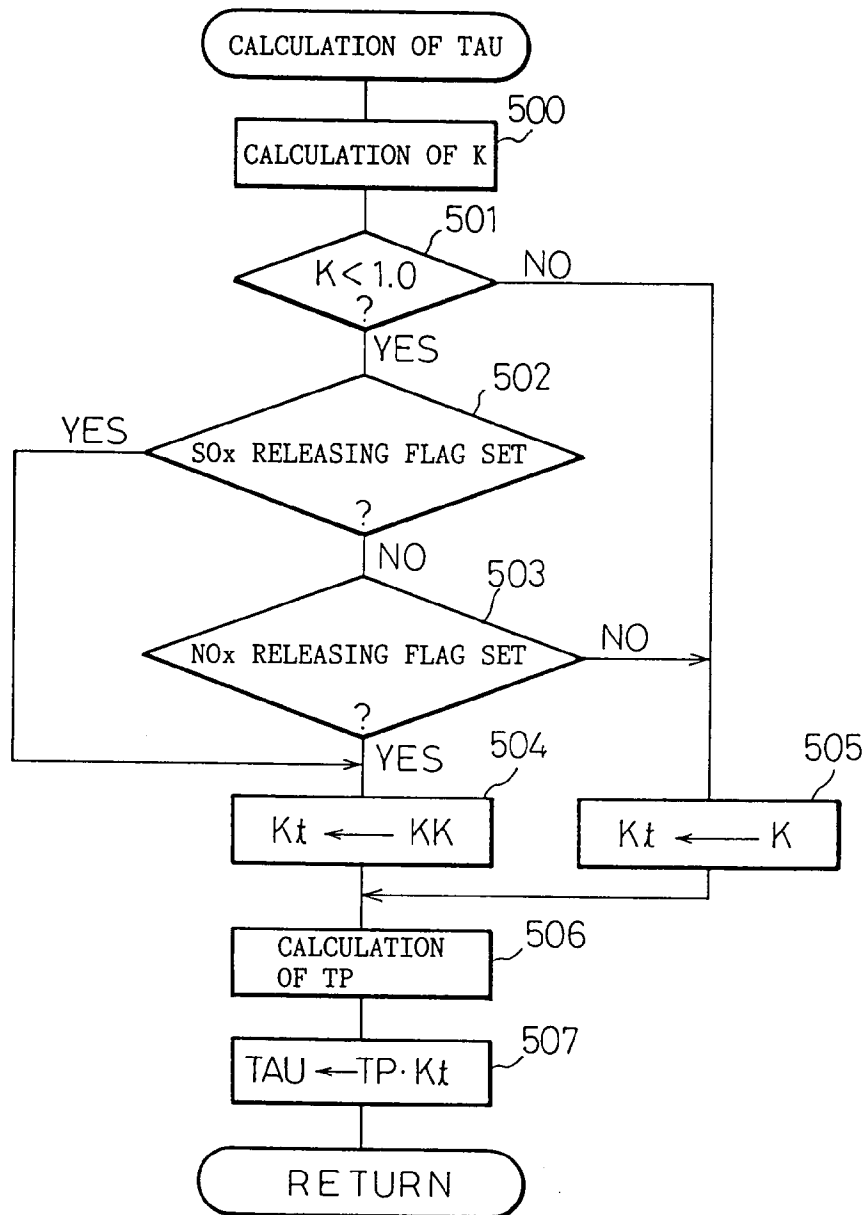 CALCULATION OF TAU
500
CALCULATION OF K
501
K < 1.0
?
NO
YES
502
YES
SOx RELEASING FLAG SET
?
NO
503
NOx RELEASING FLAG SET
?
NO
YES
504
Kt ← KK
505
Kt ← K
506
CALCULATION
OF TP
507
TAU ← TP · Kt
RETURN